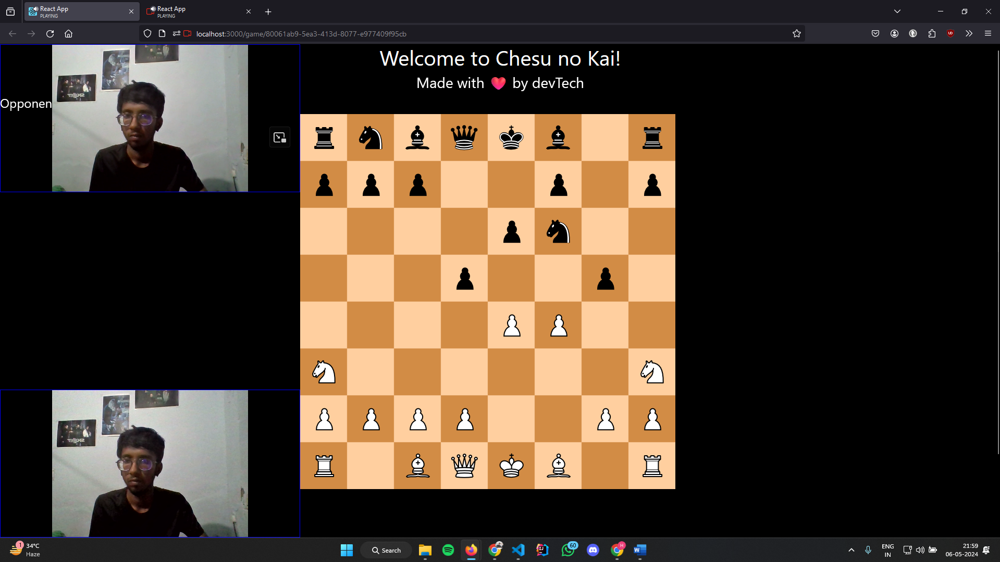 React App
PLAYING
React App
PLAYING
localhost:3000/game/80061ab9-5ea3-413d-8077-e977409f95cb
Welcome to Chesu no Kai!
Made with ❤️ by devTech
Opponen
1
34°C
Haze
Search
60
H
ENG
IN
21:59
06-05-2024